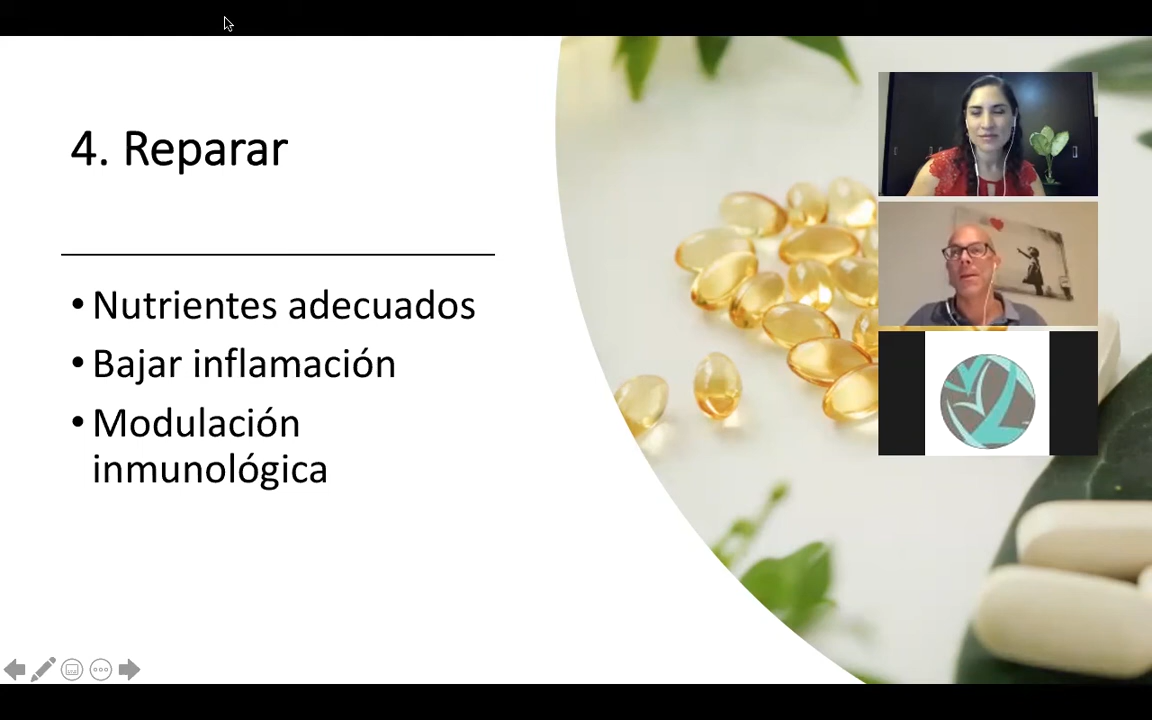 4. Reparar
• Nutrientes adecuados
• Bajar inflamación
• Modulación
inmunológica